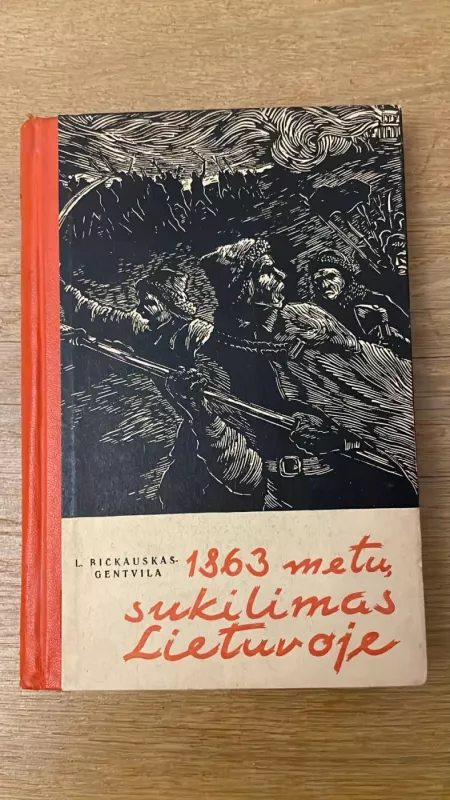 L. BIČKAUSKAS-
GENTVILA
1863 metų
sukilimas
Lietuvoje